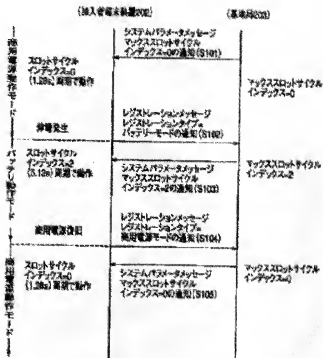 (加入者端末装置202)
(基地局203)
商用電源動作モード
システムパラメータメッセージ
マックススロットサイクル
インデックス=0の通知(S101)
スロットサイクル
インデックス=0
(1.28s)周期で動作
マックススロットサイクル
インデックス=0
停電発生
レジストレーションメッセージ
レジストレーションタイプ=
バッテリモードの通知(S102)
バッテリ動作モード
スロットサイクル
インデックス=2
(5.12s)周期で動作
システムパラメータメッセージ
マックススロットサイクル
インデックス=2の通知(S103)
マックススロットサイクル
インデックス=2
商用電源復旧
レジストレーションメッセージ
レジストレーションタイプ=
商用電源モードの通知(S104)
商用電源動作モード
スロットサイクル
インデックス=0
(1.28s)周期で動作
システムパラメータメッセージ
マックススロットサイクル
インデックス=0の通知(S105)
マックススロットサイクル
インデックス=0